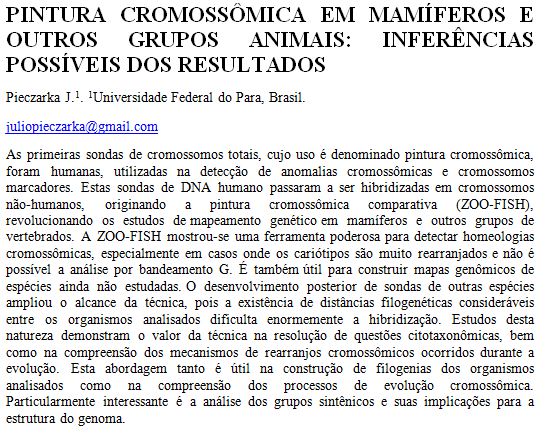 PINTURA CROMOSSÔMICA EM MAMÍFEROS E
OUTROS GRUPOS ANIMAIS: INFERÊNCIAS
POSSÍVEIS DOS RESULTADOS
Pieczarka J.¹. ¹Universidade Federal do Para, Brasil.
juliopieczarka@gmail.com
As primeiras sondas de cromossomos totais, cujo uso é denominado pintura cromossômica,
foram humanas, utilizadas na detecção de anomalias cromossômicas e cromossomos
marcadores. Estas sondas de DNA humano passaram a ser hibridizadas em cromossomos
não-humanos, originando a pintura cromossômica comparativa (ZOO-FISH),
revolucionando os estudos de mapeamento genético em mamíferos e outros grupos de
vertebrados. A ZOO-FISH mostrou-se uma ferramenta poderosa para detectar homeologias
cromossômicas, especialmente em casos onde os cariótipos são muito rearranjados e não é
possível a análise por bandeamento G. É também útil para construir mapas genômicos de
espécies ainda não estudadas. O desenvolvimento posterior de sondas de outras espécies
ampliou o alcance da técnica, pois a existência de distâncias filogenéticas consideráveis
entre os organismos analisados dificulta enormemente a hibridização. Estudos desta
natureza demonstram o valor da técnica na resolução de questões citotaxonômicas, bem
como na compreensão dos mecanismos de rearranjos cromossômicos ocorridos durante a
evolução. Esta abordagem tanto é útil na construção de filogenias dos organismos
analisados como na compreensão dos processos de evolução cromossômica.
Particularmente interessante é a análise dos grupos sintênicos e suas implicações para a
estrutura do genoma.